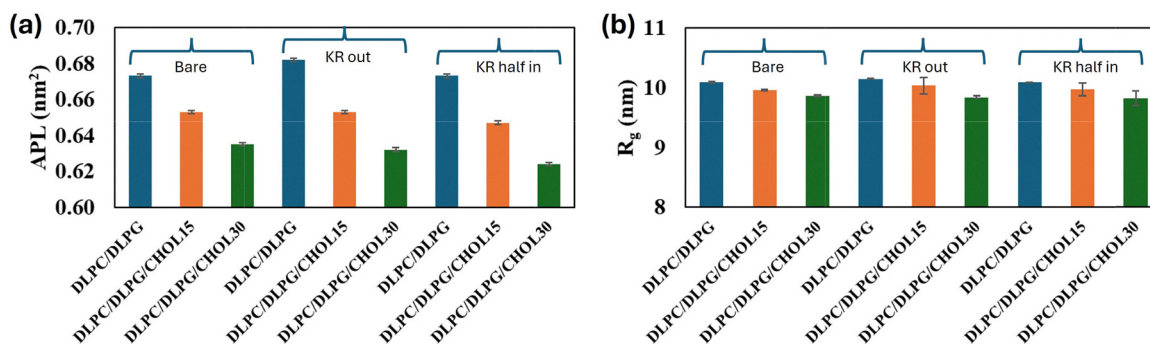 (a)
APL (nm²)
0.70
0.68
0.66
0.64
0.62
0.60
Bare
KR out
KR half in
DLPC/DLPG
DLPC/DLPG/CHOL15
DLPC/DLPG/CHOL30
DLPC/DLPG
DLPC/DLPG/CHOL15
DLPC/DLPG/CHOL30
DLPC/DLPG
DLPC/DLPG/CHOL15
DLPC/DLPG/CHOL30
(b)
Rg (nm)
11
10
9
8
Bare
KR out
KR half in
DLPC/DLPG
DLPC/DLPG/CHOL15
DLPC/DLPG/CHOL30
DLPC/DLPG
DLPC/DLPG/CHOL15
DLPC/DLPG/CHOL30
DLPC/DLPG
DLPC/DLPG/CHOL15
DLPC/DLPG/CHOL30